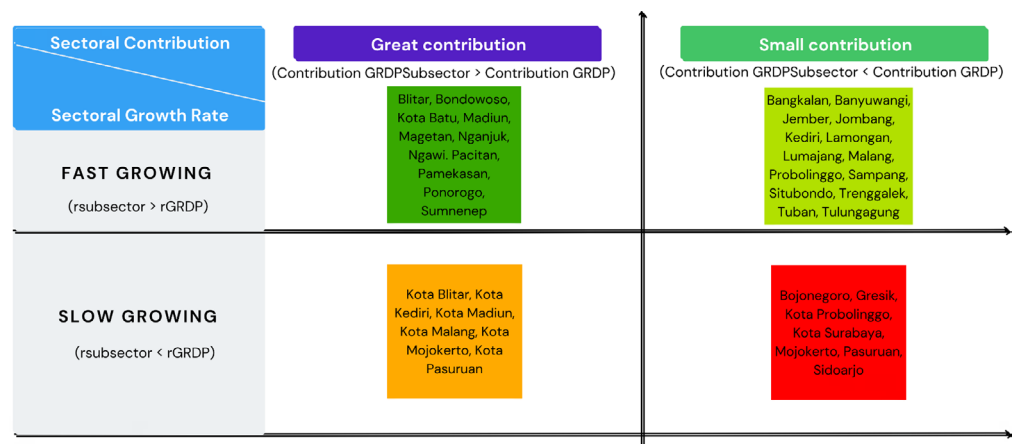 Sectoral Contribution
Sectoral Growth Rate
Great contribution
(Contribution GRDPSubsector > Contribution GRDP)
Small contribution
(Contribution GRDPSubsector < Contribution GRDP)
FAST GROWING
(rsubsector > rGRDP)
Blitar, Bondowoso,
Kota Batu, Madiun,
Magetan, Nganjuk,
Ngawi. Pacitan,
Pamekasan,
Ponorogo,
Sumnenep
Bangkalan, Banyuwangi,
Jember, Jombang,
Kediri, Lamongan,
Lumajang, Malang,
Probolinggo, Sampang,
Situbondo, Trenggalek,
Tuban, Tulungagung
SLOW GROWING
(rsubsector < rGRDP)
Kota Blitar, Kota
Kediri, Kota Madiun,
Kota Malang, Kota
Mojokerto, Kota
Pasuruan
Bojonegoro, Gresik,
Kota Probolinggo,
Kota Surabaya,
Mojokerto, Pasuruan,
Sidoarjo